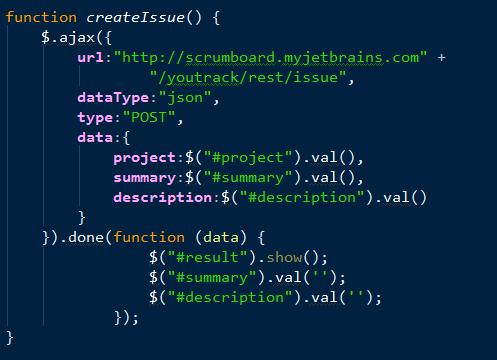 function createIssue() {
    $.ajax({
        url:"http://scrumboard.myjetbrains.com" +
                "/youtrack/rest/issue",
        dataType:"json",
        type:"POST",
        data:{
            project:$("#project").val(),
            summary:$("#summary").val(),
            description:$("#description").val()
        }
    }).done(function (data) {
                $("#result").show();
                $("#summary").val('');
                $("#description").val('');
            });
}